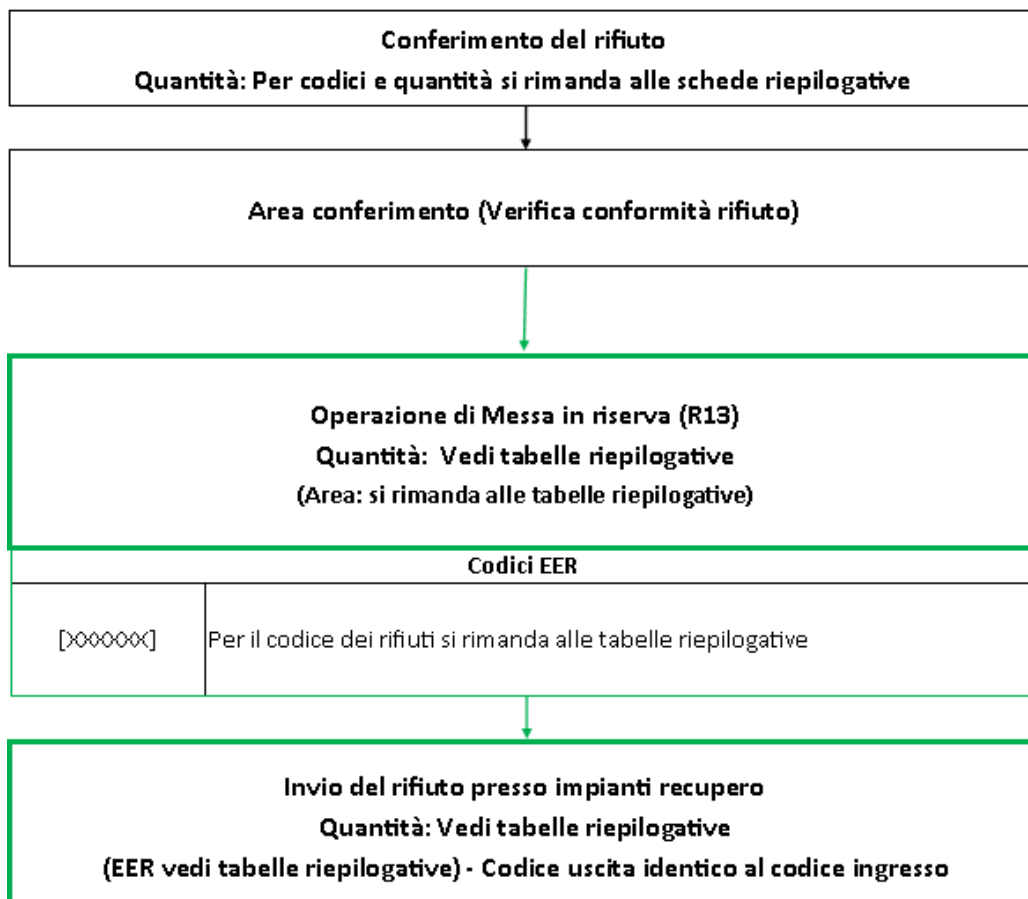 Conferimento del rifiuto
Quantità: Per codici e quantità si rimanda alle schede riepilogative
Area conferimento (Verifica conformità rifiuto)
Operazione di Messa in riserva (R13)
Quantità: Vedi tabelle riepilogative
(Area: si rimanda alle tabelle riepilogative)
Codici EER
[XXXXXX] Per il codice dei rifiuti si rimanda alle tabelle riepilogative
Invio del rifiuto presso impianti recupero
Quantità: Vedi tabelle riepilogative
(EER vedi tabelle riepilogative) - Codice uscita identico al codice ingresso